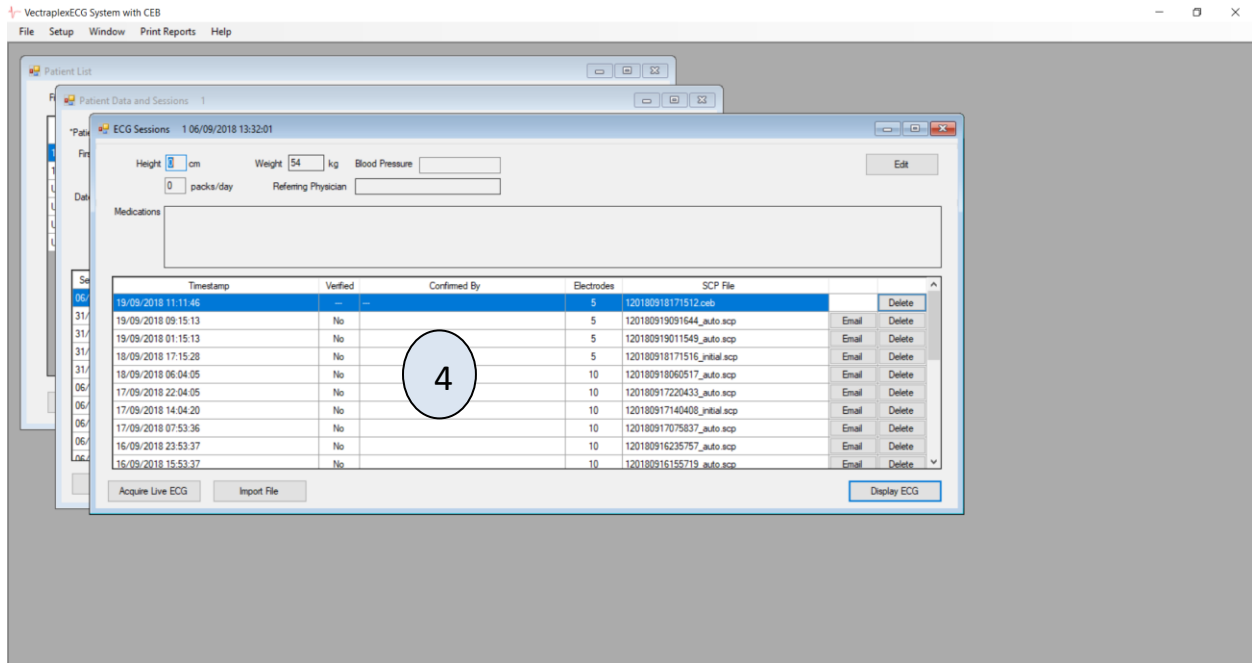 VectraplexECG System with CEB
File Setup Window Print Reports Help
Patient List
Patient Data and Sessions 1
ECG Sessions 1 06/09/2018 13:32:01
Height 0 cm Weight 54 kg Blood Pressure Edit
0 packs/day Referring Physician
Medications
Timestamp Verified Confirmed By Electrodes SCP File
19/09/2018 11:11:46 --- --- 5 120180918171512.ceb Delete
19/09/2018 09:15:13 No 5 120180919091644_auto.scp Email Delete
19/09/2018 01:15:13 No 5 120180919011549_auto.scp Email Delete
18/09/2018 17:15:28 No 5 120180918171516_initial.scp Email Delete
18/09/2018 06:04:05 No 10 120180918060517_auto.scp Email Delete
17/09/2018 22:04:05 No 10 120180917220433_auto.scp Email Delete
17/09/2018 14:04:20 No 10 120180917140408_initial.scp Email Delete
17/09/2018 07:53:36 No 10 120180917075837_auto.scp Email Delete
16/09/2018 23:53:37 No 10 120180916235757_auto.scp Email Delete
16/09/2018 15:53:37 No 10 120180916155719_auto.scp Email Delete
4
Acquire Live ECG Import File Display ECG